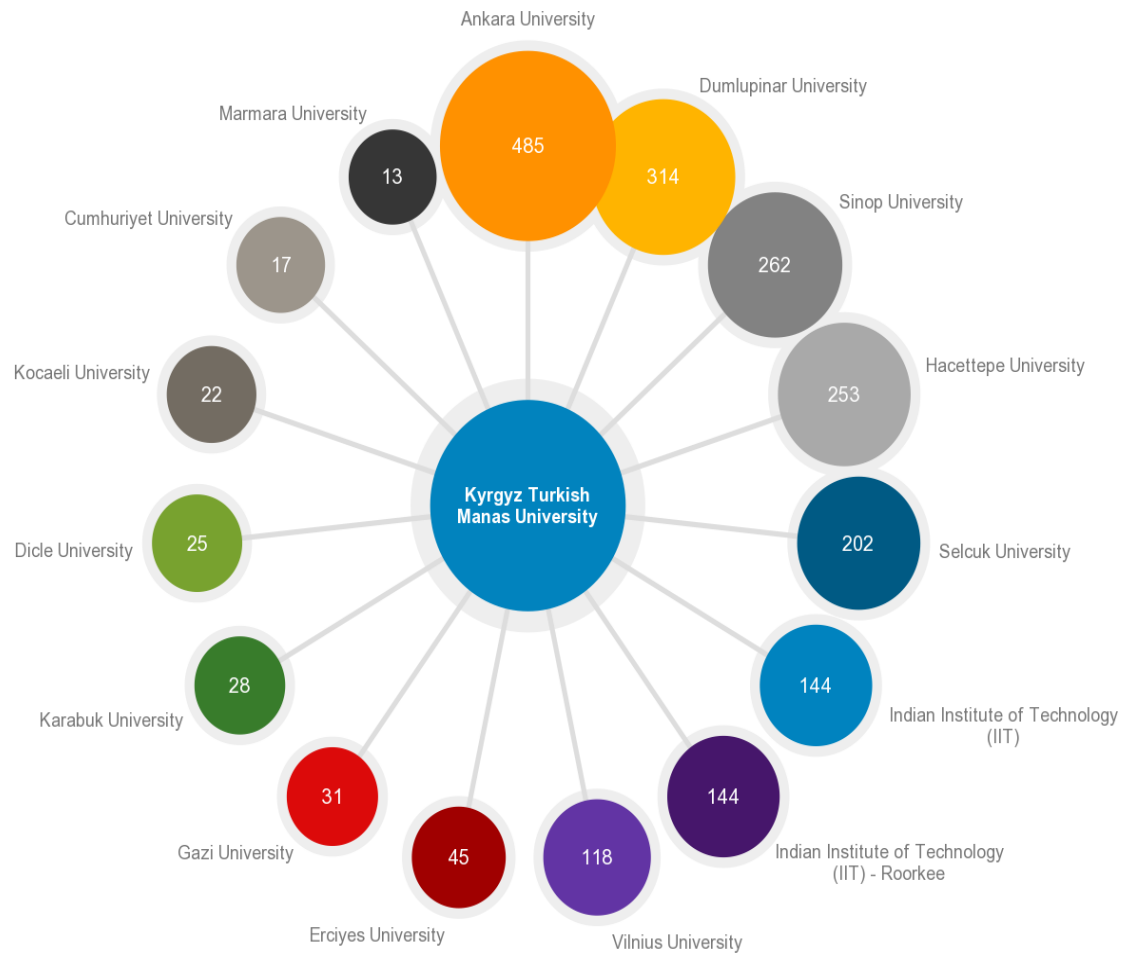 Ankara University
485
Dumlupinar University
314
Sinop University
262
Hacettepe University
253
Selcuk University
202
Indian Institute of Technology
(IIT)
144
Indian Institute of Technology
(IIT) - Roorkee
144
Vilnius University
118
Erciyes University
45
Gazi University
31
Karabuk University
28
Dicle University
25
Kocaeli University
22
Cumhuriyet University
17
Marmara University
13
Kyrgyz Turkish
Manas University